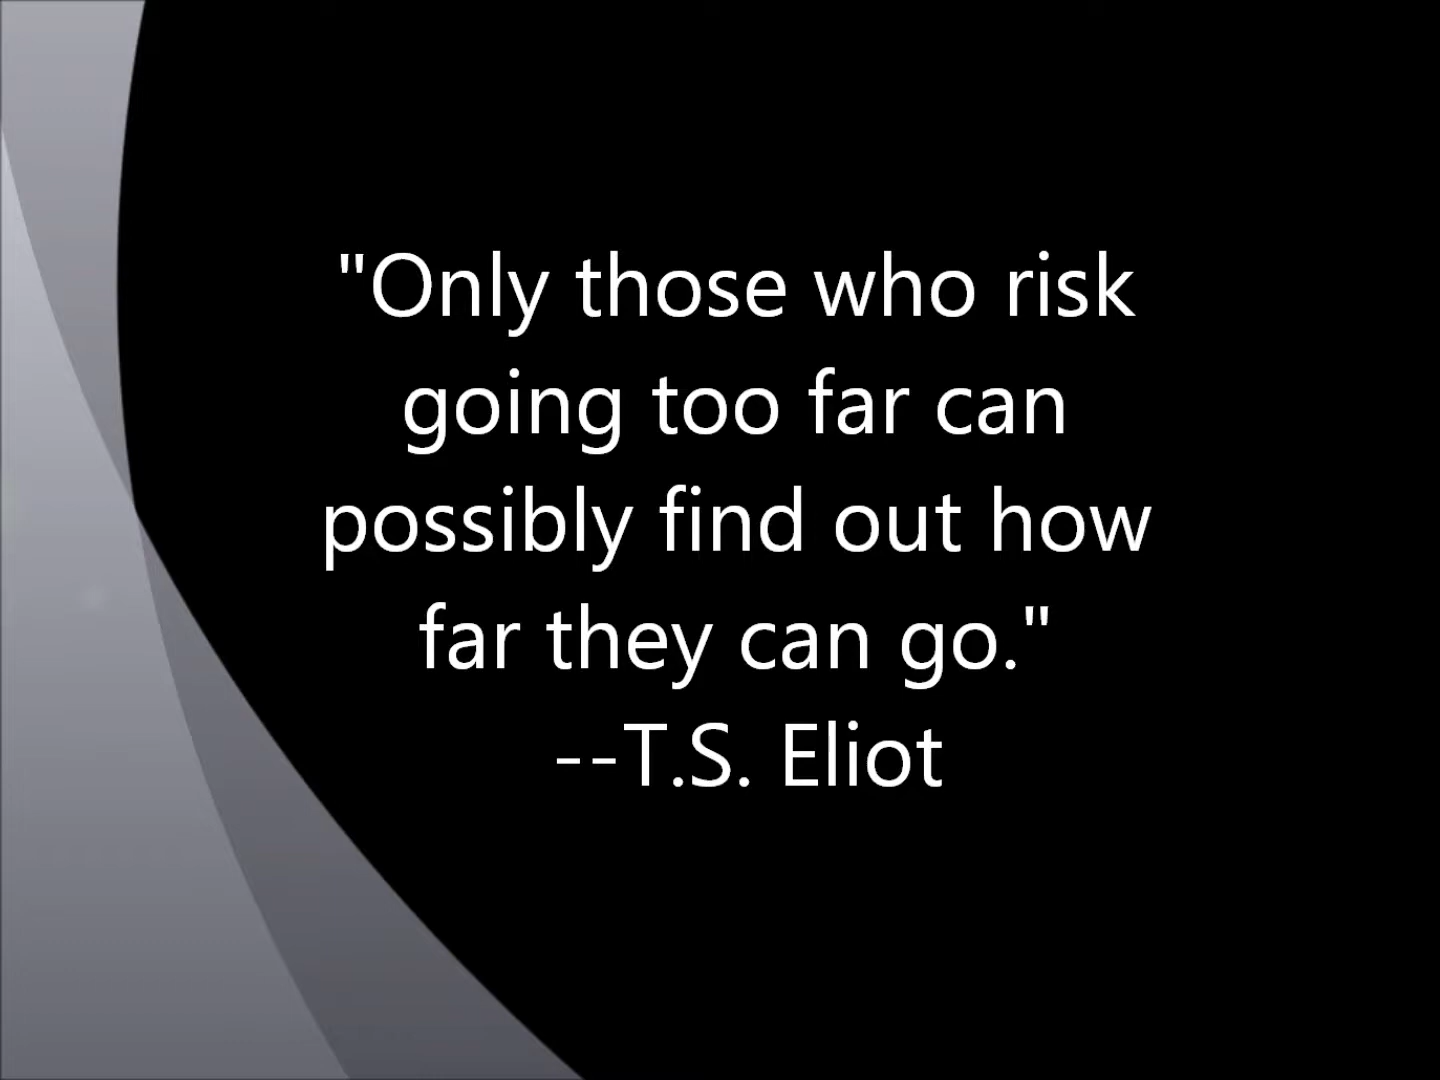 "Only those who risk
going too far can
possibly find out how
far they can go."
--T.S. Eliot